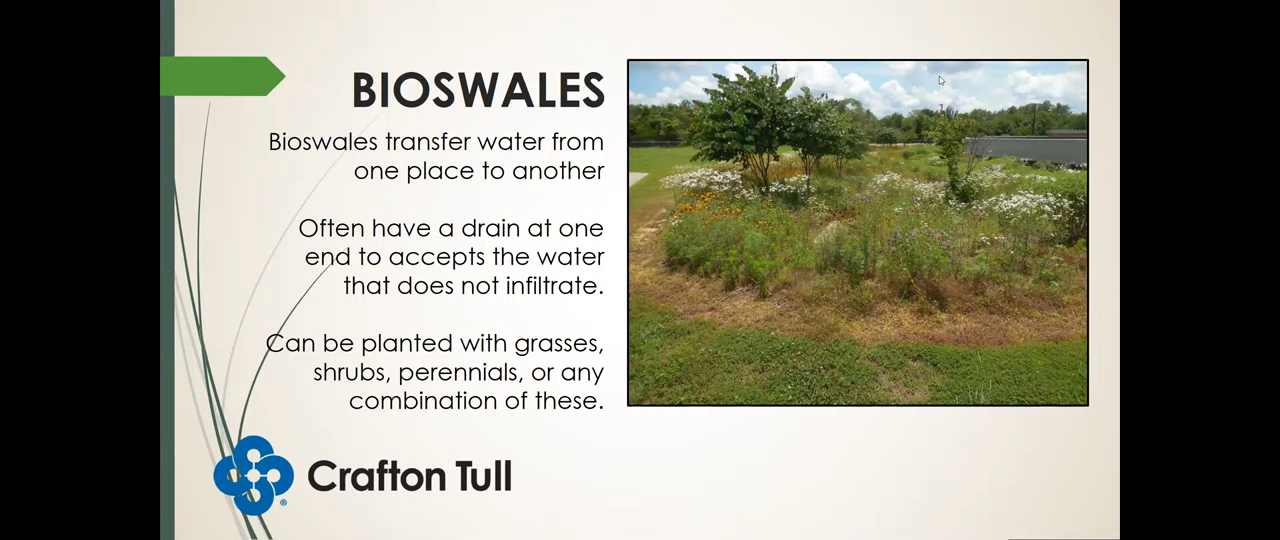 BIOSWALES
Bioswales transfer water from
one place to another
Often have a drain at one
end to accepts the water
that does not infiltrate.
Can be planted with grasses,
shrubs, perennials, or any
combination of these.
Crafton Tull
®